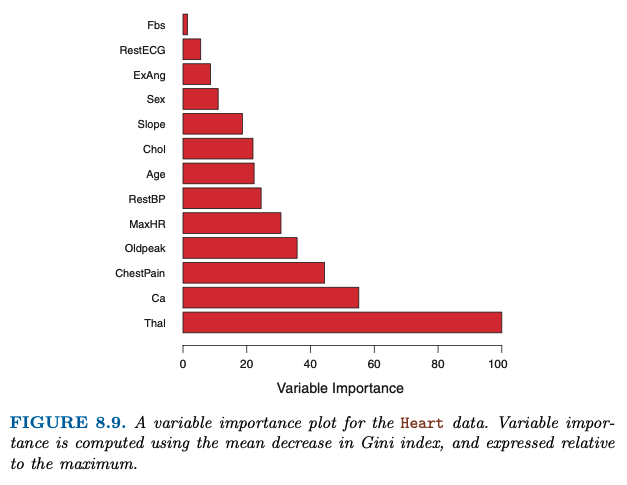 Fbs
RestECG
ExAng
Sex
Slope
Chol
Age
RestBP
MaxHR
Oldpeak
ChestPain
Ca
Thal
0 20 40 60 80 100
Variable Importance
FIGURE 8.9. A variable importance plot for the Heart data. Variable impor-
tance is computed using the mean decrease in Gini index, and expressed relative
to the maximum.